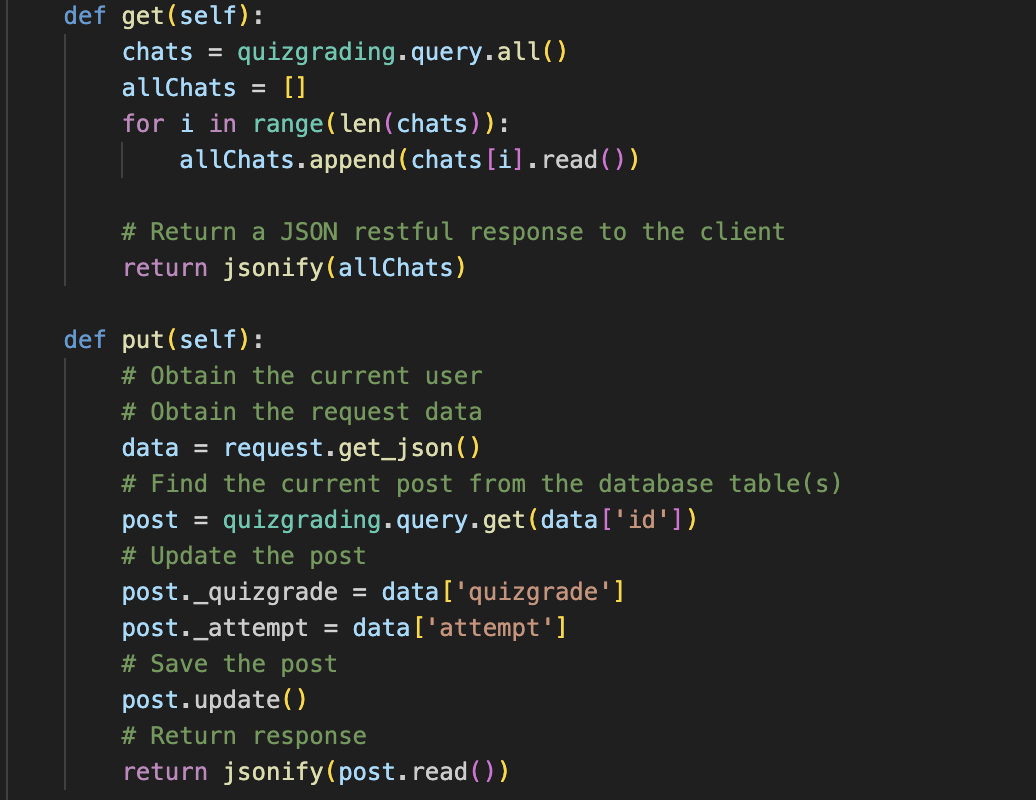 def get(self):
    chats = quizgrading.query.all()
    allChats = []
    for i in range(len(chats)):
        allChats.append(chats[i].read())
    # Return a JSON restful response to the client
    return jsonify(allChats)
def put(self):
    # Obtain the current user
    # Obtain the request data
    data = request.get_json()
    # Find the current post from the database table(s)
    post = quizgrading.query.get(data['id'])
    # Update the post
    post._quizgrade = data['quizgrade']
    post._attempt = data['attempt']
    # Save the post
    post.update()
    # Return response
    return jsonify(post.read())